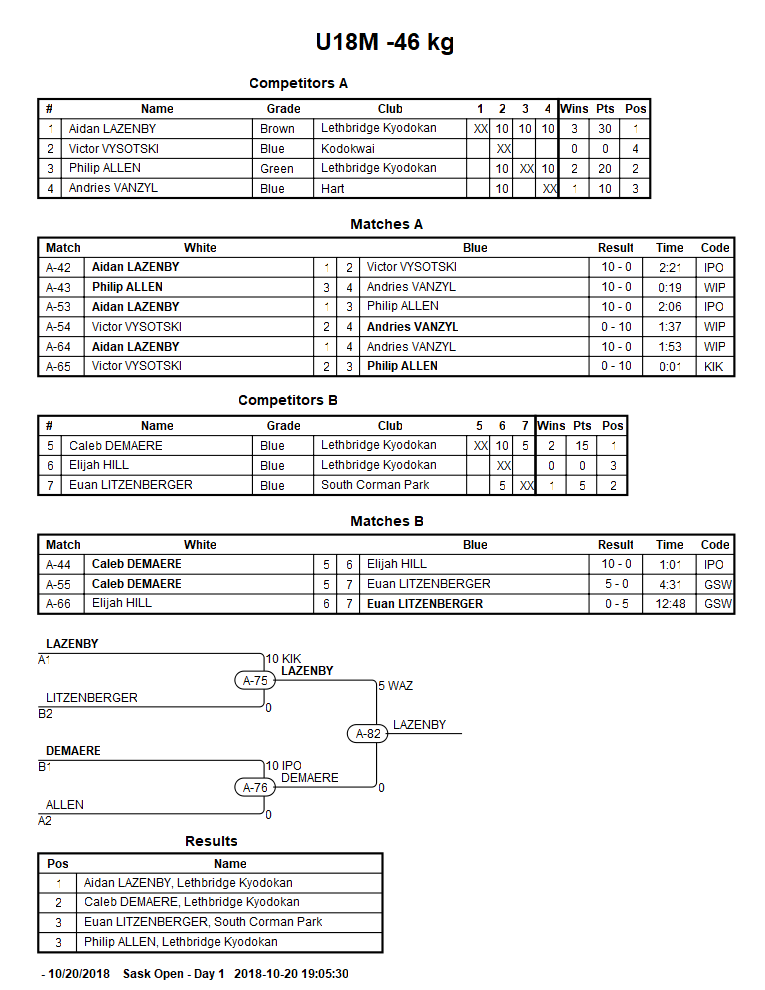 U18M -46 kg
Competitors A
# Name Grade Club 1 2 3 4 Wins Pts Pos
1 Aidan LAZENBY Brown Lethbridge Kyodokan XX 10 10 10 3 30 1
2 Victor VYSOTSKI Blue Kodokwai XX 0 0 4
3 Philip ALLEN Green Lethbridge Kyodokan 10 XX 10 2 20 2
4 Andries VANZYL Blue Hart 10 XX 1 10 3
Matches A
Match White Blue Result Time Code
A-42 Aidan LAZENBY 1 2 Victor VYSOTSKI 10 - 0 2:21 IPO
A-43 Philip ALLEN 3 4 Andries VANZYL 10 - 0 0:19 WIP
A-53 Aidan LAZENBY 1 3 Philip ALLEN 10 - 0 2:06 IPO
A-54 Victor VYSOTSKI 2 4 Andries VANZYL 0 - 10 1:37 WIP
A-64 Aidan LAZENBY 1 4 Andries VANZYL 10 - 0 1:53 WIP
A-65 Victor VYSOTSKI 2 3 Philip ALLEN 0 - 10 0:01 KIK
Competitors B
# Name Grade Club 5 6 7 Wins Pts Pos
5 Caleb DEMAERE Blue Lethbridge Kyodokan XX 10 5 2 15 1
6 Elijah HILL Blue Lethbridge Kyodokan XX 0 0 3
7 Euan LITZENBERGER Blue South Corman Park 5 XX 1 5 2
Matches B
Match White Blue Result Time Code
A-44 Caleb DEMAERE 5 6 Elijah HILL 10 - 0 1:01 IPO
A-55 Caleb DEMAERE 5 7 Euan LITZENBERGER 5 - 0 4:31 GSW
A-66 Elijah HILL 6 7 Euan LITZENBERGER 0 - 5 12:48 GSW
LAZENBY
A1 10 KIK
A-75 LAZENBY
5 WAZ
LITZENBERGER
B2 0
A-82 LAZENBY
DEMAERE
B1 10 IPO
A-76 DEMAERE
0
ALLEN
A2 0
Results
Pos Name
1 Aidan LAZENBY, Lethbridge Kyodokan
2 Caleb DEMAERE, Lethbridge Kyodokan
3 Euan LITZENBERGER, South Corman Park
3 Philip ALLEN, Lethbridge Kyodokan
- 10/20/2018 Sask Open - Day 1 2018-10-20 19:05:30